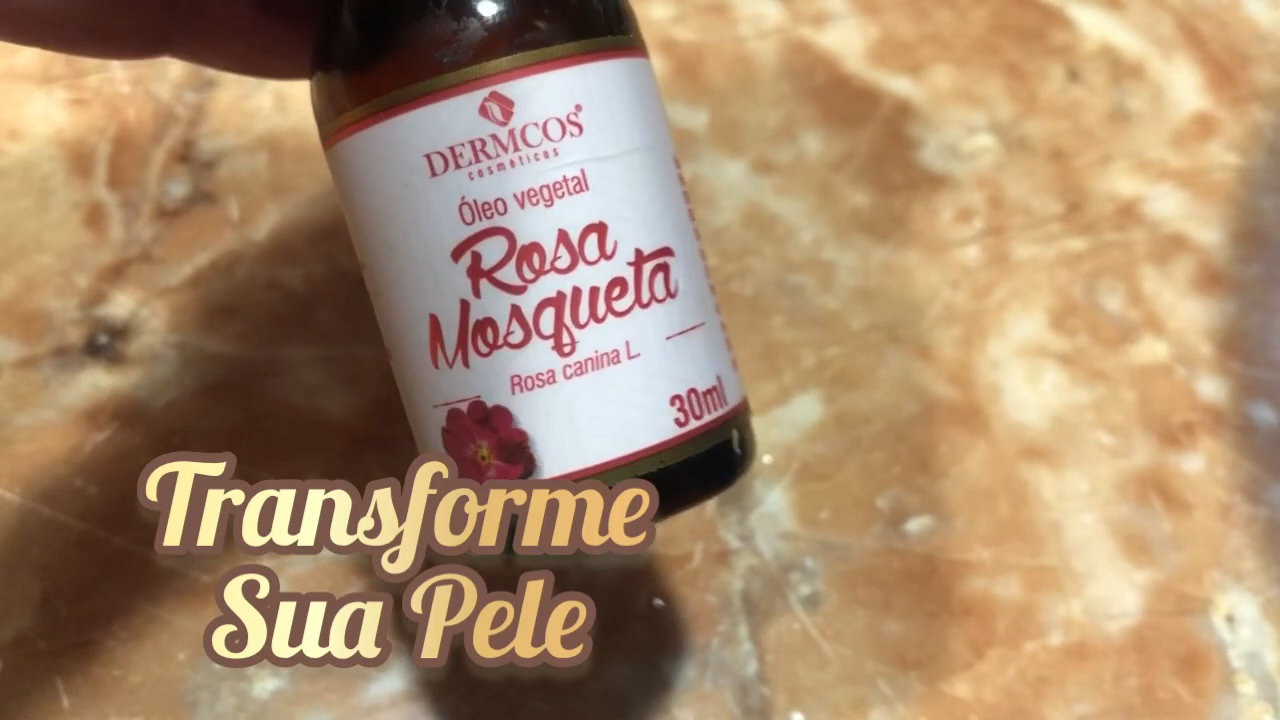 DERMCOS®
cosméticos
Óleo vegetal
Rosa
Mosqueta
Rosa canina L.
30ml
Transforme
Sua Pele